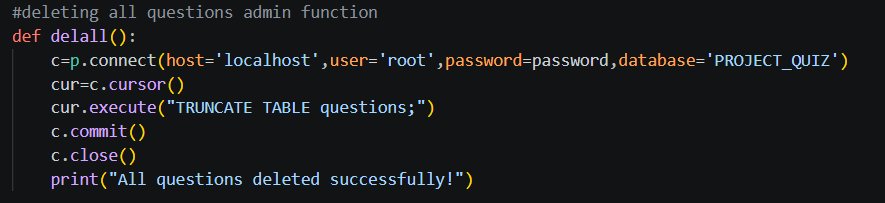 #deleting all questions admin function
def delall():
    c=p.connect(host='localhost',user='root',password=password,database='PROJECT_QUIZ')
    cur=c.cursor()
    cur.execute("TRUNCATE TABLE questions;")
    c.commit()
    c.close()
    print("All questions deleted successfully!")